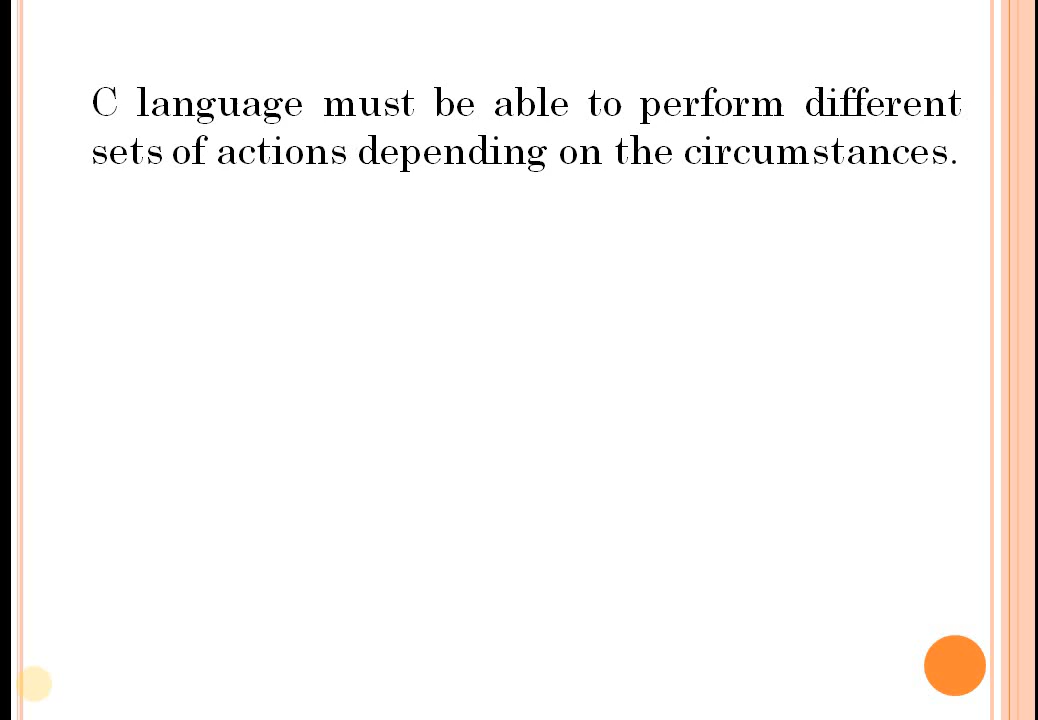 C language must be able to perform different
sets of actions depending on the circumstances.